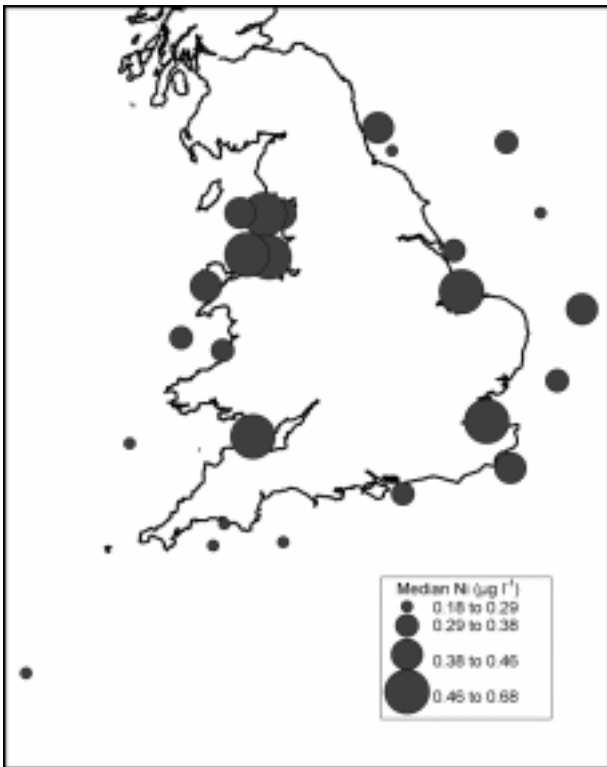 Median Ni (µg l⁻¹)
0.18 to 0.29
0.29 to 0.38
0.38 to 0.46
0.46 to 0.68